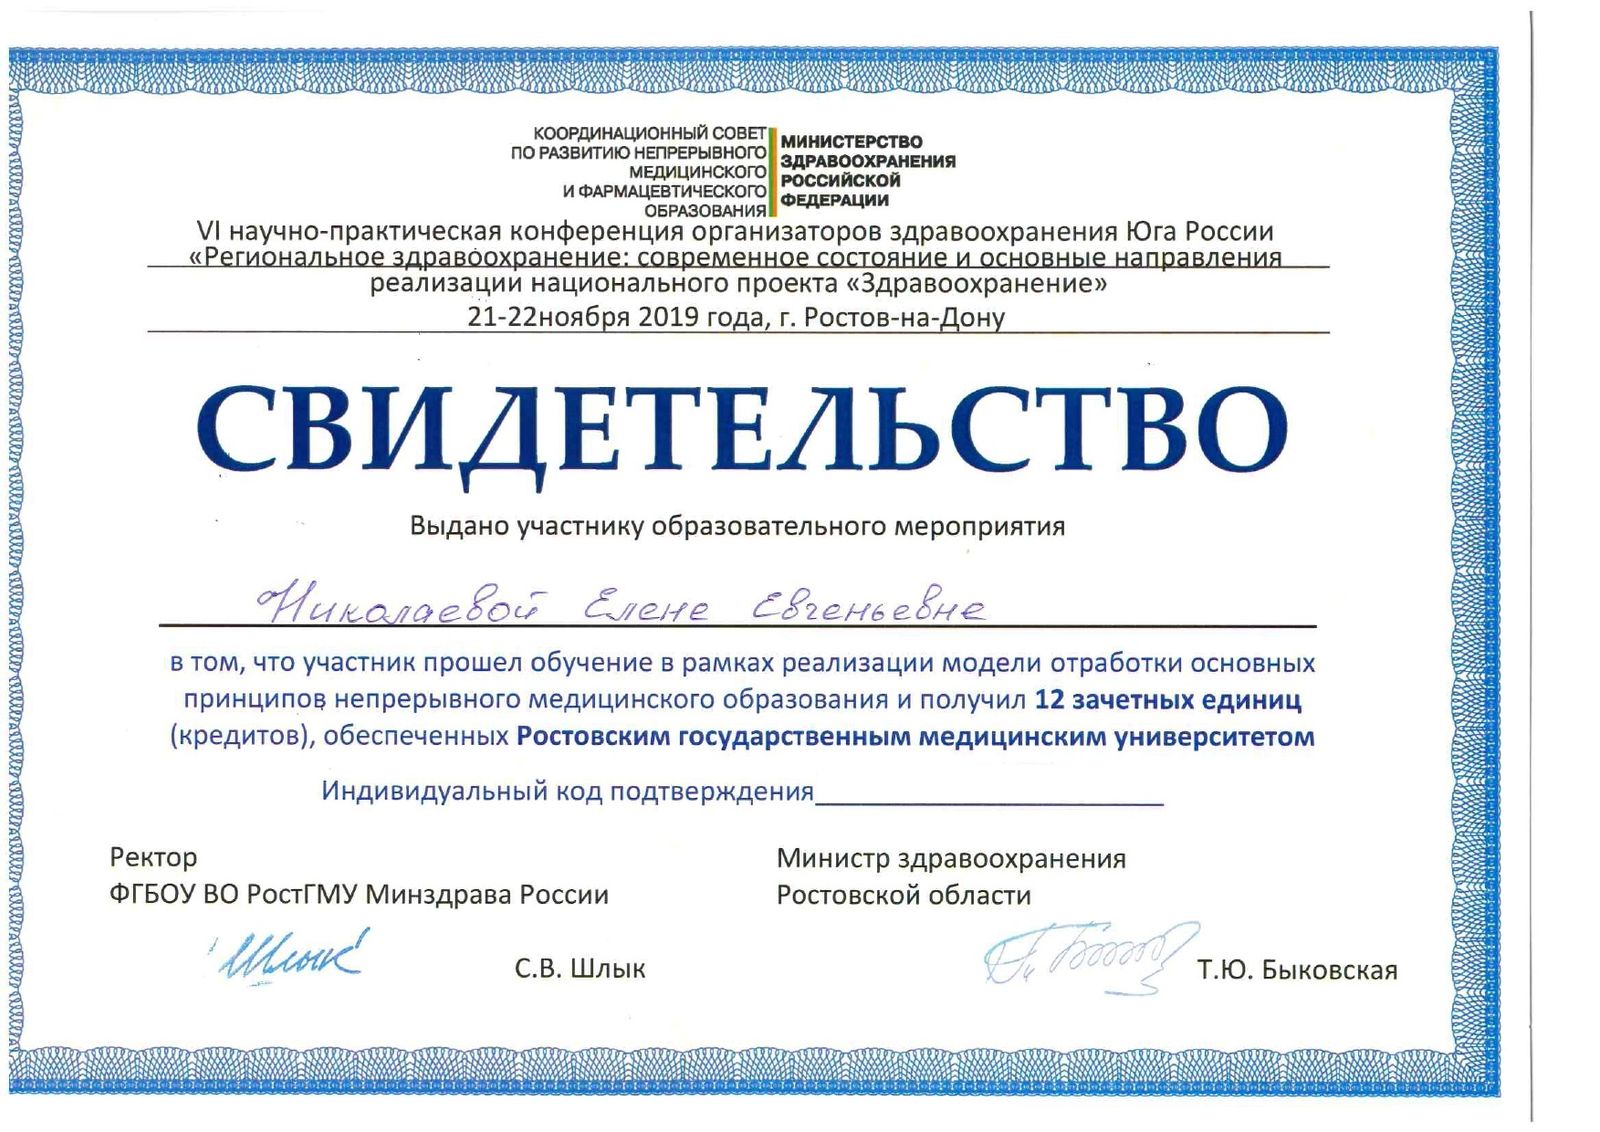 КООРДИНАЦИОННЫЙ СОВЕТ
ПО РАЗВИТИЮ НЕПРЕРЫВНОГО
МЕДИЦИНСКОГО
И ФАРМАЦЕВТИЧЕСКОГО
ОБРАЗОВАНИЯ
МИНИСТЕРСТВО
ЗДРАВООХРАНЕНИЯ
РОССИЙСКОЙ
ФЕДЕРАЦИИ
VI научно-практическая конференция организаторов здравоохранения Юга России
«Региональное здравоохранение: современное состояние и основные направления
реализации национального проекта «Здравоохранение»
21-22ноября 2019 года, г. Ростов-на-Дону
СВИДЕТЕЛЬСТВО
Выдано участнику образовательного мероприятия
Николаевой Елене Евгеньевне
в том, что участник прошел обучение в рамках реализации модели отработки основных
принципов непрерывного медицинского образования и получил 12 зачетных единиц
(кредитов), обеспеченных Ростовским государственным медицинским университетом
Индивидуальный код подтверждения
Ректор
ФГБОУ ВО РостГМУ Минздрава России
Шлык
С.В. Шлык
Министр здравоохранения
Ростовской области
Т.Ю. Быковская